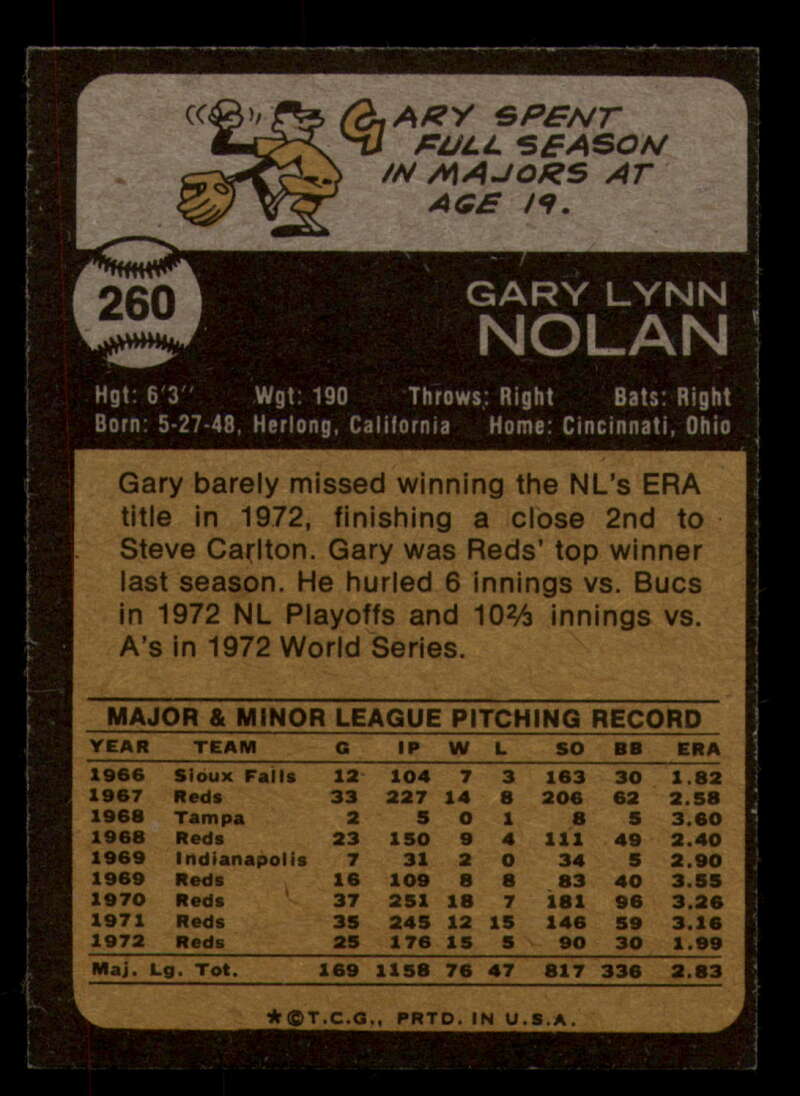 GARY SPENT
FULL SEASON
IN MAJORS AT
AGE 19.
260
GARY LYNN
NOLAN
Hgt: 6'3" Wgt: 190 Throws: Right Bats: Right
Born: 5-27-48, Herlong, California Home: Cincinnati, Ohio
Gary barely missed winning the NL's ERA
title in 1972, finishing a close 2nd to
Steve Carlton. Gary was Reds' top winner
last season. He hurled 6 innings vs. Bucs
in 1972 NL Playoffs and 10⅔ innings vs.
A's in 1972 World Series.
MAJOR & MINOR LEAGUE PITCHING RECORD
YEAR TEAM G IP W L SO BB ERA
1966 Sioux Falls 12 104 7 3 163 30 1.82
1967 Reds 33 227 14 8 206 62 2.58
1968 Tampa 2 5 0 1 8 5 3.60
1968 Reds 23 150 9 4 111 49 2.40
1969 Indianapolis 7 31 2 0 34 5 2.90
1969 Reds 16 109 8 8 83 40 3.55
1970 Reds 37 251 18 7 181 96 3.26
1971 Reds 35 245 12 15 146 59 3.16
1972 Reds 25 176 15 5 90 30 1.99
Maj. Lg. Tot. 169 1158 76 47 817 336 2.83
*©T.C.G., PRTD. IN U.S.A.